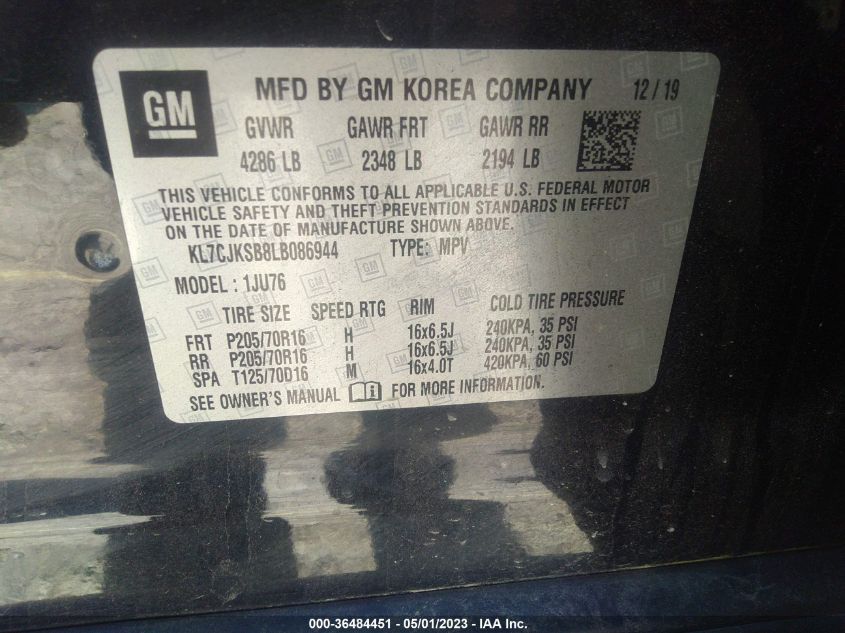 GM MFD BY GM KOREA COMPANY 12 / 19
GVWR GAWR FRT GAWR RR
4286 LB 2348 LB 2194 LB
THIS VEHICLE CONFORMS TO ALL APPLICABLE U.S. FEDERAL MOTOR
VEHICLE SAFETY AND THEFT PREVENTION STANDARDS IN EFFECT
ON THE DATE OF MANUFACTURE SHOWN ABOVE.
KL7CJKSB8LB086944 TYPE: MPV
MODEL : 1JU76
TIRE SIZE SPEED RTG RIM COLD TIRE PRESSURE
FRT P205/70R16 H 16x6.5J 240KPA, 35 PSI
RR P205/70R16 H 16x6.5J 240KPA, 35 PSI
SPA T125/70D16 M 16x4.0T 420KPA, 60 PSI
SEE OWNER'S MANUAL i FOR MORE INFORMATION.
000-36484451 - 05/01/2023 - IAA Inc.